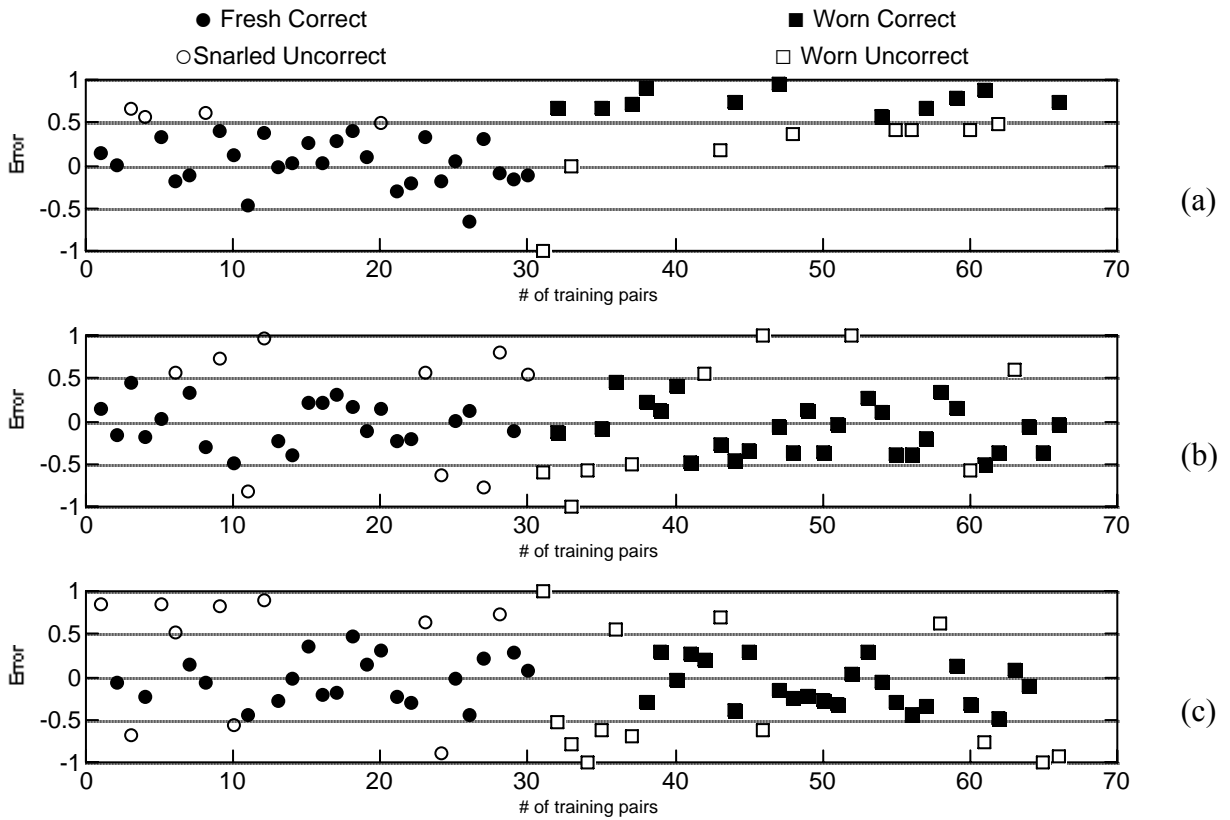 Fresh Correct Worn Correct
Snarled Uncorrect Worn Uncorrect
1
0.5
0
-0.5
-1
Error
0 10 20 30 40 50 60 70
# of training pairs
(a)
1
0.5
0
-0.5
-1
Error
0 10 20 30 40 50 60 70
# of training pairs
(b)
1
0.5
0
-0.5
-1
Error
0 10 20 30 40 50 60 70
# of training pairs
(c)